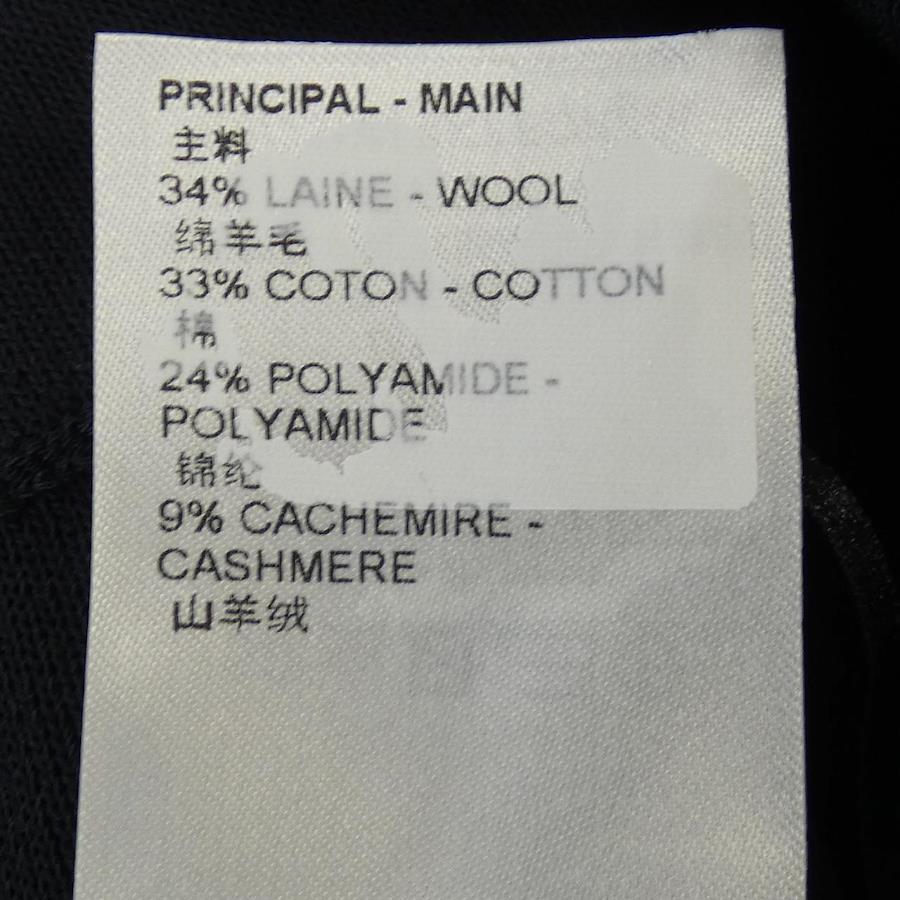 PRINCIPAL - MAIN
主料
34% LAINE - WOOL
绵羊毛
33% COTON - COTTON
棉
24% POLYAMIDE -
POLYAMIDE
锦纶
9% CACHEMIRE -
CASHMERE
山羊绒